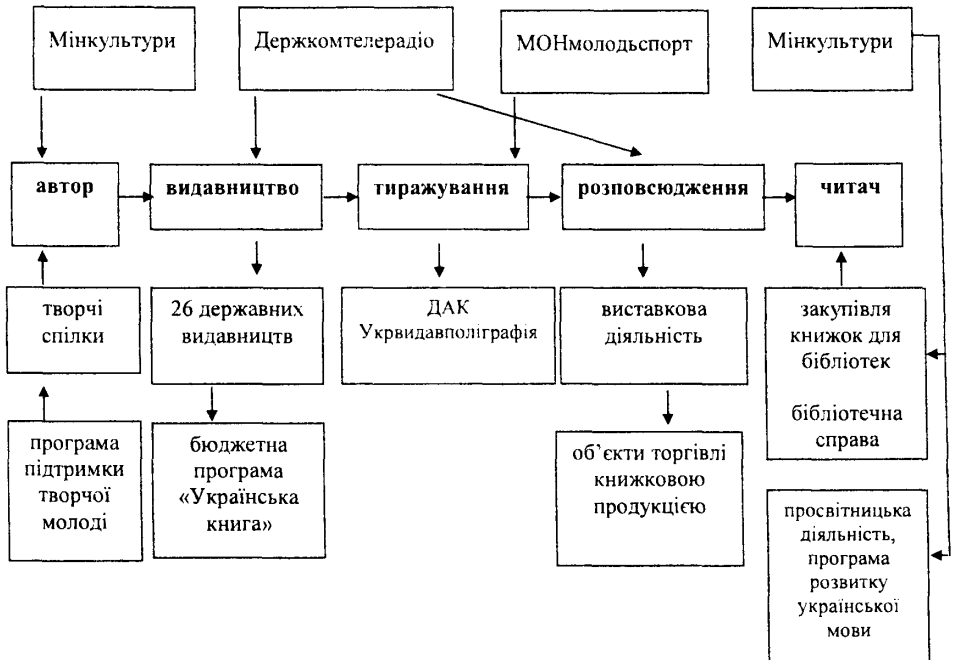 Мінкультури
Держкомтелерадіо
МОНмолодьспорт
Мінкультури
автор
видавництво
тиражування
розповсюдження
читач
творчі
спілки
26 державних
видавництв
ДАК
Укрвидавполіграфія
виставкова
діяльність
закупівля
книжок для
бібліотек
бібліотечна
справа
програма
підтримки
творчої
молоді
бюджетна
програма
«Українська
книга»
об’єкти торгівлі
книжковою
продукцією
просвітницька
діяльність,
програма
розвитку
української
мови